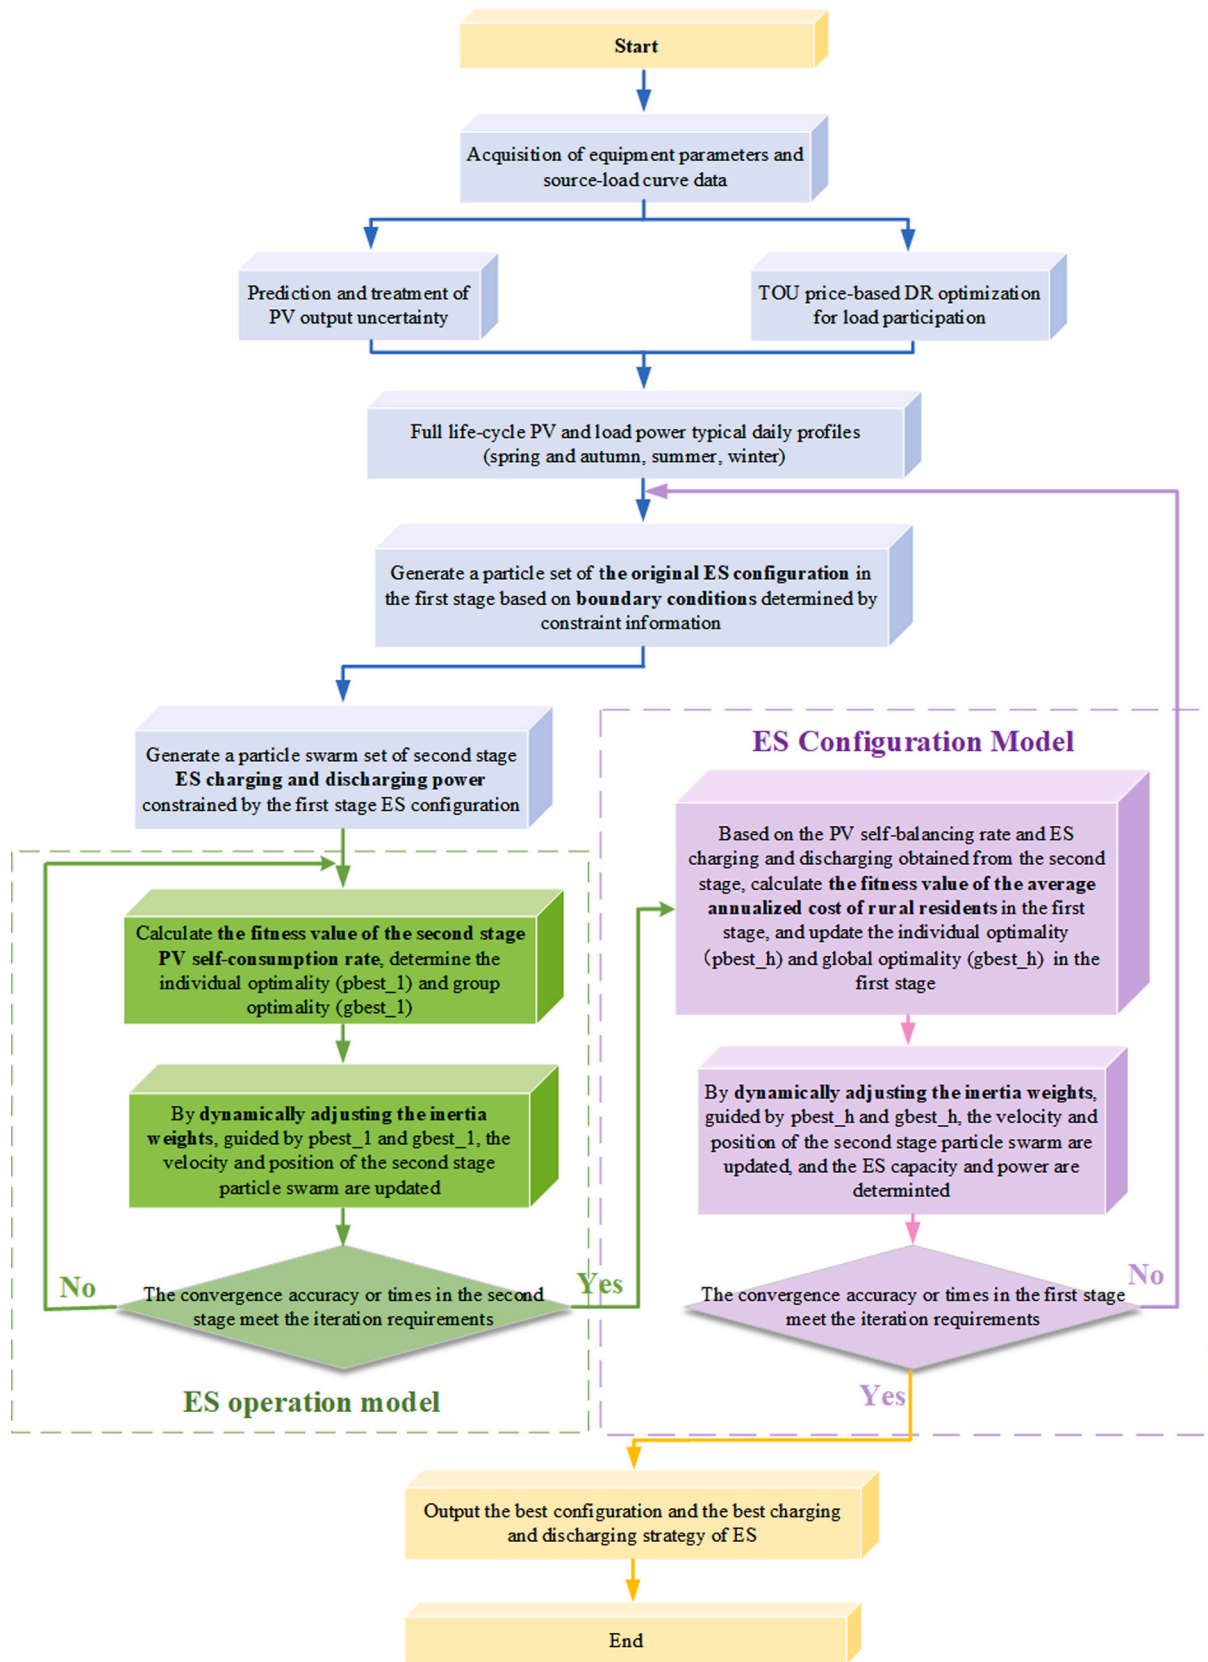 Start
Acquisition of equipment parameters and
source-load curve data
Prediction and treatment of
PV output uncertainty
TOU price-based DR optimization
for load participation
Full life-cycle PV and load power typical daily profiles
(spring and autumn, summer, winter)
Generate a particle set of the original ES configuration in
the first stage based on boundary conditions determined by
constraint information
Generate a particle swarm set of second stage
ES charging and discharging power
constrained by the first stage ES configuration
Calculate the fitness value of the second stage
PV self-consumption rate, determine the
individual optimality (pbest_1) and group
optimality (gbest_1)
By dynamically adjusting the inertia
weights, guided by pbest_1 and gbest_1, the
velocity and position of the second stage
particle swarm are updated
No
The convergence accuracy or times in the second
stage meet the iteration requirements
Yes
ES operation model
ES Configuration Model
Based on the PV self-balancing rate and ES
charging and discharging obtained from the second
stage, calculate the fitness value of the average
annualized cost of rural residents in the first
stage, and update the individual optimality
(pbest_h) and global optimality (gbest_h) in the
first stage
By dynamically adjusting the inertia weights,
guided by pbest_h and gbest_h, the velocity and
position of the second stage particle swarm are
updated, and the ES capacity and power are
determinted
No
The convergence accuracy or times in the first stage
meet the iteration requirements
Yes
Output the best configuration and the best charging
and discharging strategy of ES
End